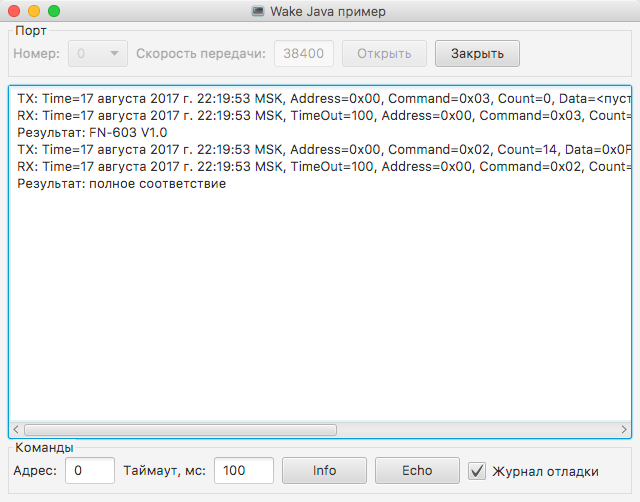 Wake Java пример
Порт
Номер: 0 Скорость передачи: 38400 Открыть Закрыть
TX: Time=17 августа 2017 г. 22:19:53 MSK, Address=0x00, Command=0x03, Count=0, Data=<пуст
RX: Time=17 августа 2017 г. 22:19:53 MSK, TimeOut=100, Address=0x00, Command=0x03, Count=
Результат: FN-603 V1.0
TX: Time=17 августа 2017 г. 22:19:53 MSK, Address=0x00, Command=0x02, Count=14, Data=0x0F
RX: Time=17 августа 2017 г. 22:19:53 MSK, TimeOut=100, Address=0x00, Command=0x02, Count=
Результат: полное соответствие
Команды
Адрес: 0 Таймаут, мс: 100 Info Echo Журнал отладки